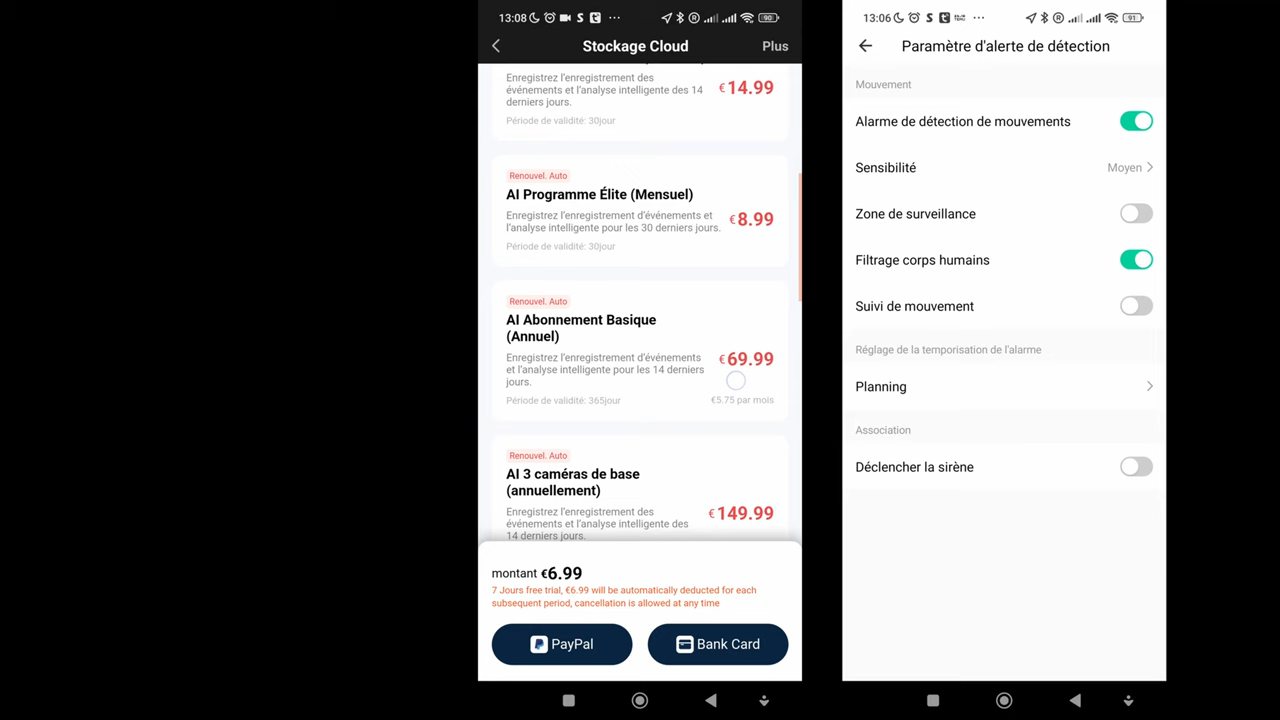 13:08
90
Stockage Cloud
Plus
Enregistrez l'enregistrement des
événements et l'analyse intelligente des 14
derniers jours.
€14.99
Période de validité: 30jour
Renouvel. Auto
AI Programme Élite (Mensuel)
Enregistrez l'enregistrement d'événements et
l'analyse intelligente pour les 30 derniers jours.
€8.99
Période de validité: 30jour
Renouvel. Auto
AI Abonnement Basique
(Annuel)
Enregistrez l'enregistrement d'événements
et l'analyse intelligente pour les 14 derniers
jours.
€69.99
Période de validité: 365jour
€5.75 par mois
Renouvel. Auto
AI 3 caméras de base
(annuellement)
Enregistrez l'enregistrement des
événements et l'analyse intelligente des
14 derniers jours.
€149.99
montant €6.99
7 Jours free trial, €6.99 will be automatically deducted for each
subsequent period, cancellation is allowed at any time
PayPal
Bank Card
13:06
91
Paramètre d'alerte de détection
Mouvement
Alarme de détection de mouvements
Sensibilité
Moyen
Zone de surveillance
Filtrage corps humains
Suivi de mouvement
Réglage de la temporisation de l'alarme
Planning
Association
Déclencher la sirène